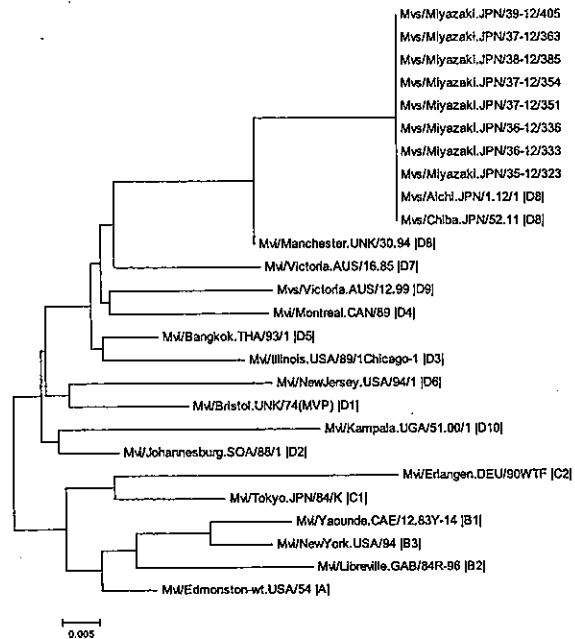 Mvs/Miyazaki.JPN/39-12/405
Mvs/Miyazaki.JPN/37-12/363
Mvs/Miyazaki.JPN/38-12/385
Mvs/Miyazaki.JPN/37-12/354
Mvs/Miyazaki.JPN/37-12/351
Mvs/Miyazaki.JPN/36-12/336
Mvs/Miyazaki.JPN/36-12/333
Mvs/Miyazaki.JPN/35-12/323
Mvs/Aichi.JPN/1.12/1 |D8|
Mvs/Chiba.JPN/52.11 |D8|
Mvi/Manchester.UNK/30.94 |D8|
Mvi/Victoria.AUS/16.85 |D7|
Mvs/Victoria.AUS/12.99 |D9|
Mvi/Montreal.CAN/89 |D4|
Mvi/Bangkok.THA/93/1 |D5|
Mvi/Illinois.USA/89/1Chicago-1 |D3|
Mvi/NewJersey.USA/94/1 |D6|
Mvi/Bristol.UNK/74(MVP) |D1|
Mvi/Kampala.UGA/51.00/1 |D10|
Mvi/Johannesburg.SOA/88/1 |D2|
Mvi/Erlangen.DEU/90WTF |C2|
Mvi/Tokyo.JPN/84/K |C1|
Mvi/Yaounde.CAE/12.83Y-14 |B1|
Mvi/NewYork.USA/94 |B3|
Mvi/Libreville.GAB/84R-96 |B2|
Mvi/Edmonston-wt.USA/54 |A|
0.005